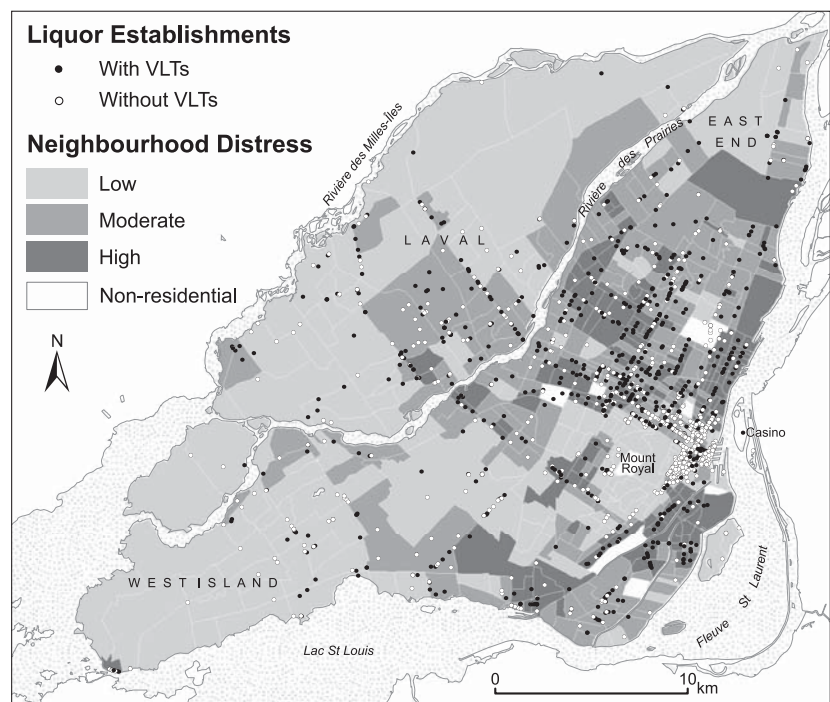 Liquor Establishments
With VLTs
Without VLTs
Neighbourhood Distress
Low
Moderate
High
Non-residential
N
Rivière des Milles-Îles
Rivière des Prairies
EAST
END
LAVAL
Casino
Mount
Royal
WEST ISLAND
Lac St Louis
Fleuve St Laurent
0 10 km